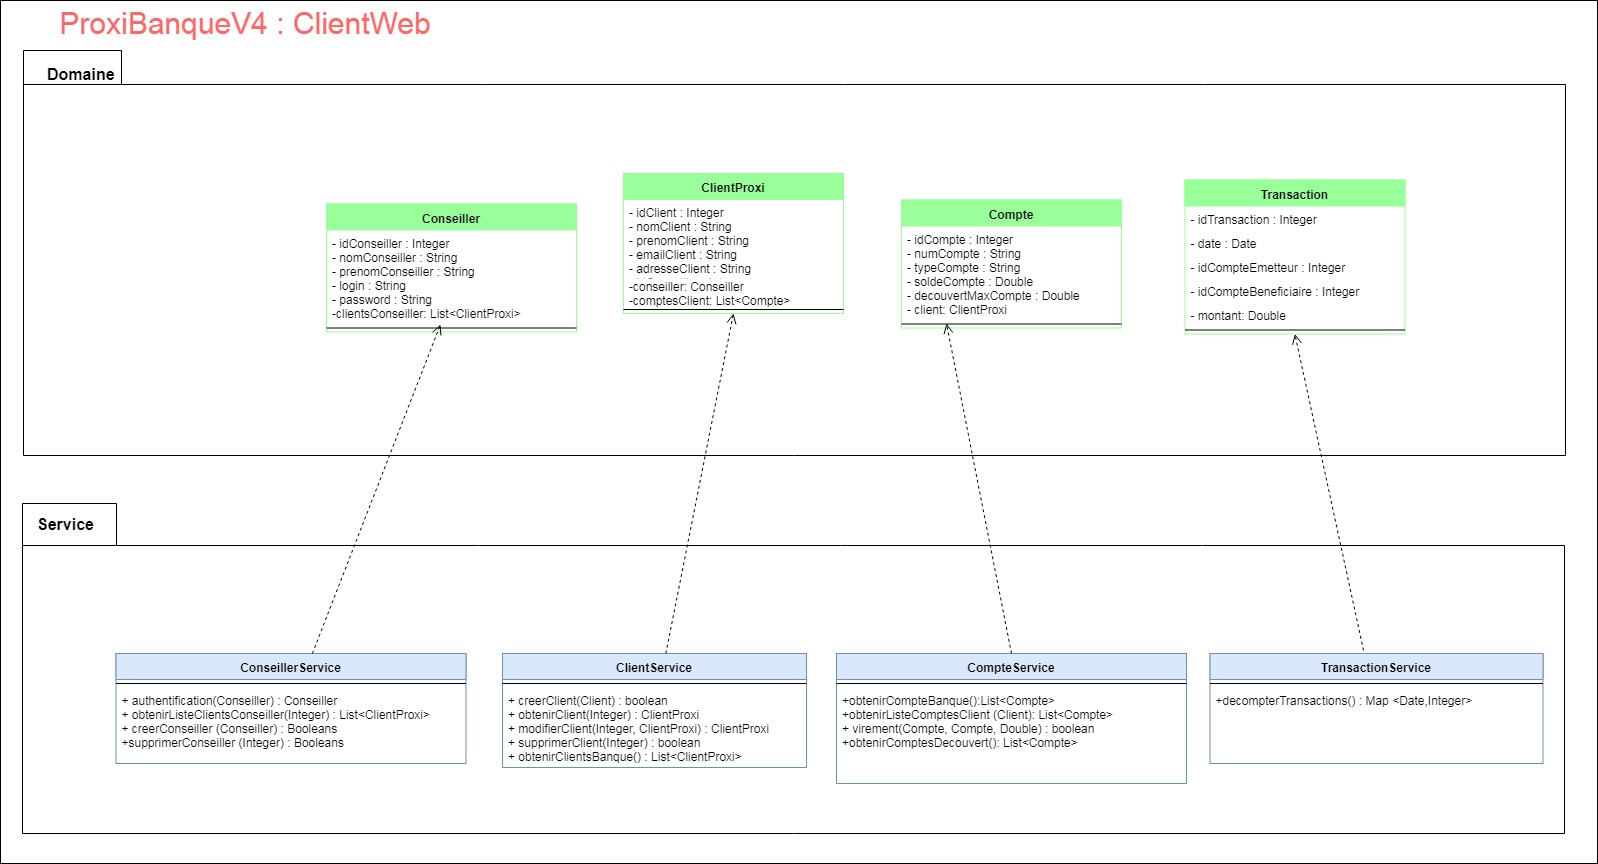 ProxiBanqueV4 : ClientWeb
Domaine
Conseiller
- idConseiller : Integer
- nomConseiller : String
- prenomConseiller : String
- login : String
- password : String
-clientsConseiller: List<ClientProxi>
ClientProxi
- idClient : Integer
- nomClient : String
- prenomClient : String
- emailClient : String
- adresseClient : String
-conseiller: Conseiller
-comptesClient: List<Compte>
Compte
- idCompte : Integer
- numCompte : String
- typeCompte : String
- soldeCompte : Double
- decouvertMaxCompte : Double
- client: ClientProxi
Transaction
- idTransaction : Integer
- date : Date
- idCompteEmetteur : Integer
- idCompteBeneficiaire : Integer
- montant: Double
Service
ConseillerService
+ authentification(Conseiller) : Conseiller
+ obtenirListeClientsConseiller(Integer) : List<ClientProxi>
+ creerConseiller (Conseiller) : Booleans
+supprimerConseiller (Integer) : Booleans
ClientService
+ creerClient(Client) : boolean
+ obtenirClient(Integer) : ClientProxi
+ modifierClient(Integer, ClientProxi) : ClientProxi
+ supprimerClient(Integer) : boolean
+ obtenirClientsBanque() : List<ClientProxi>
CompteService
+obtenirCompteBanque():List<Compte>
+obtenirListeComptesClient (Client): List<Compte>
+ virement(Compte, Compte, Double) : boolean
+obtenirComptesDecouvert(): List<Compte>
TransactionService
+decompterTransactions() : Map <Date,Integer>